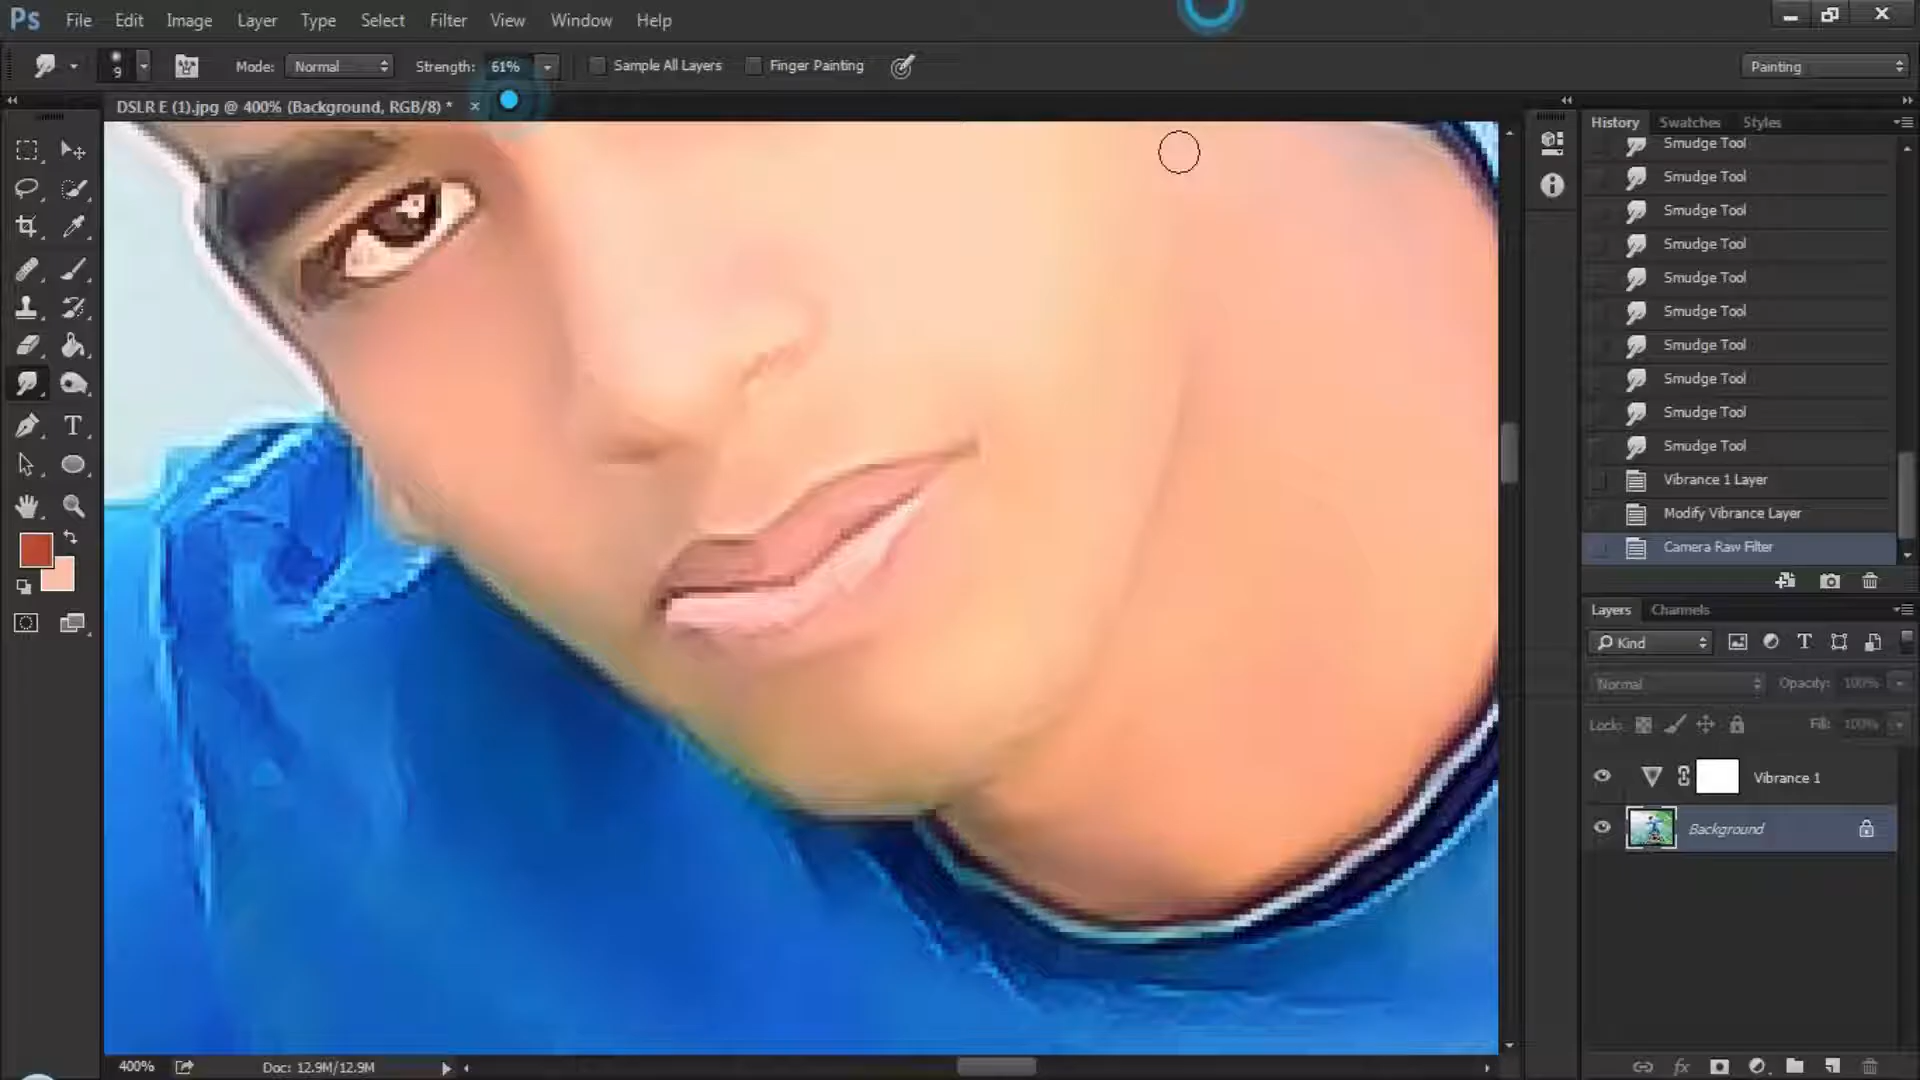 Ps File Edit Image Layer Type Select Filter View Window Help
9 Mode: Normal Strength: 61% Sample All Layers Finger Painting Painting
DSLR E (1).jpg @ 400% (Background, RGB/8) * ×
History Swatches Styles
Smudge Tool
Smudge Tool
Smudge Tool
Smudge Tool
Smudge Tool
Smudge Tool
Smudge Tool
Smudge Tool
Smudge Tool
Smudge Tool
Vibrance 1 Layer
Modify Vibrance Layer
Camera Raw Filter
Layers Channels
Kind T
Normal Opacity: 100%
Lock: Fill: 100%
Vibrance 1
Background
fx
400% Doc: 12.9M/12.9M